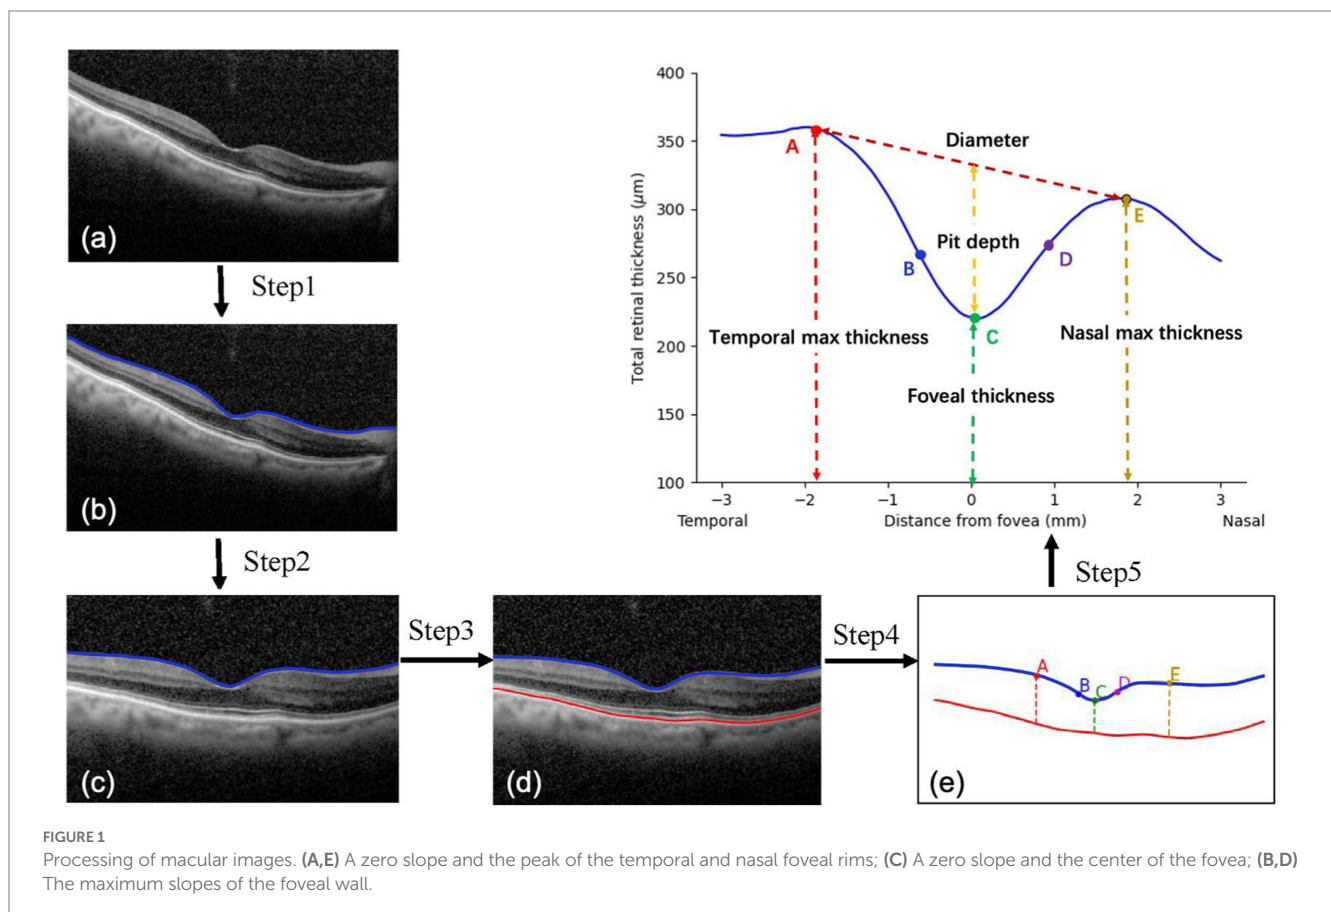 (a)
Step1
(b)
Step2
(c)
Step3
(d)
Step4
A
B
C
D
E
(e)
Step5
400
350
300
250
200
150
100
Total retinal thickness (μm)
A
Diameter
E
Pit depth
B
D
C
Temporal max thickness
Nasal max thickness
Foveal thickness
−3 −2 −1 0 1 2 3
Temporal Distance from fovea (mm) Nasal
FIGURE 1
Processing of macular images. (A,E) A zero slope and the peak of the temporal and nasal foveal rims; (C) A zero slope and the center of the fovea; (B,D)
The maximum slopes of the foveal wall.